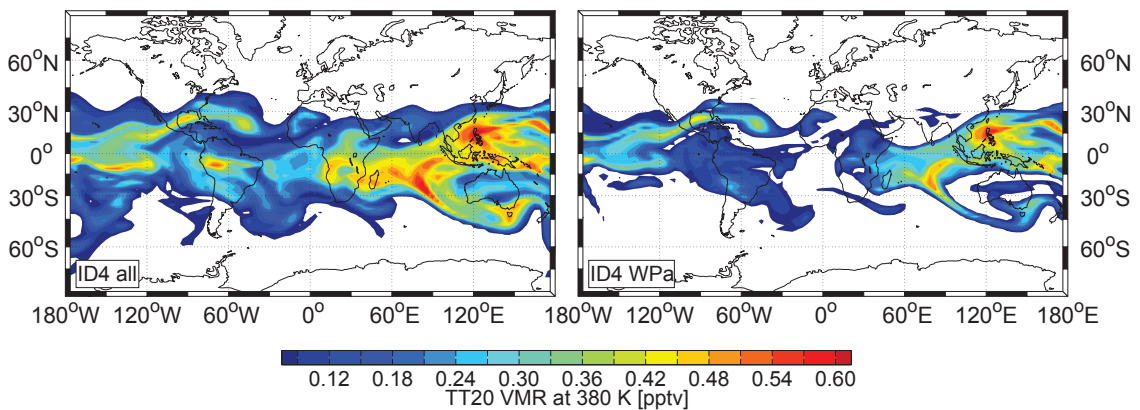 60°N
30°N
0°
30°S
60°S
ID4 all
180°W 120°W 60°W 0° 60°E 120°E
ID4 WPa
180°W 120°W 60°W 0° 60°E 120°E 180°E
60°N
30°N
0°
30°S
60°S
0.12 0.18 0.24 0.30 0.36 0.42 0.48 0.54 0.60
TT20 VMR at 380 K [pptv]